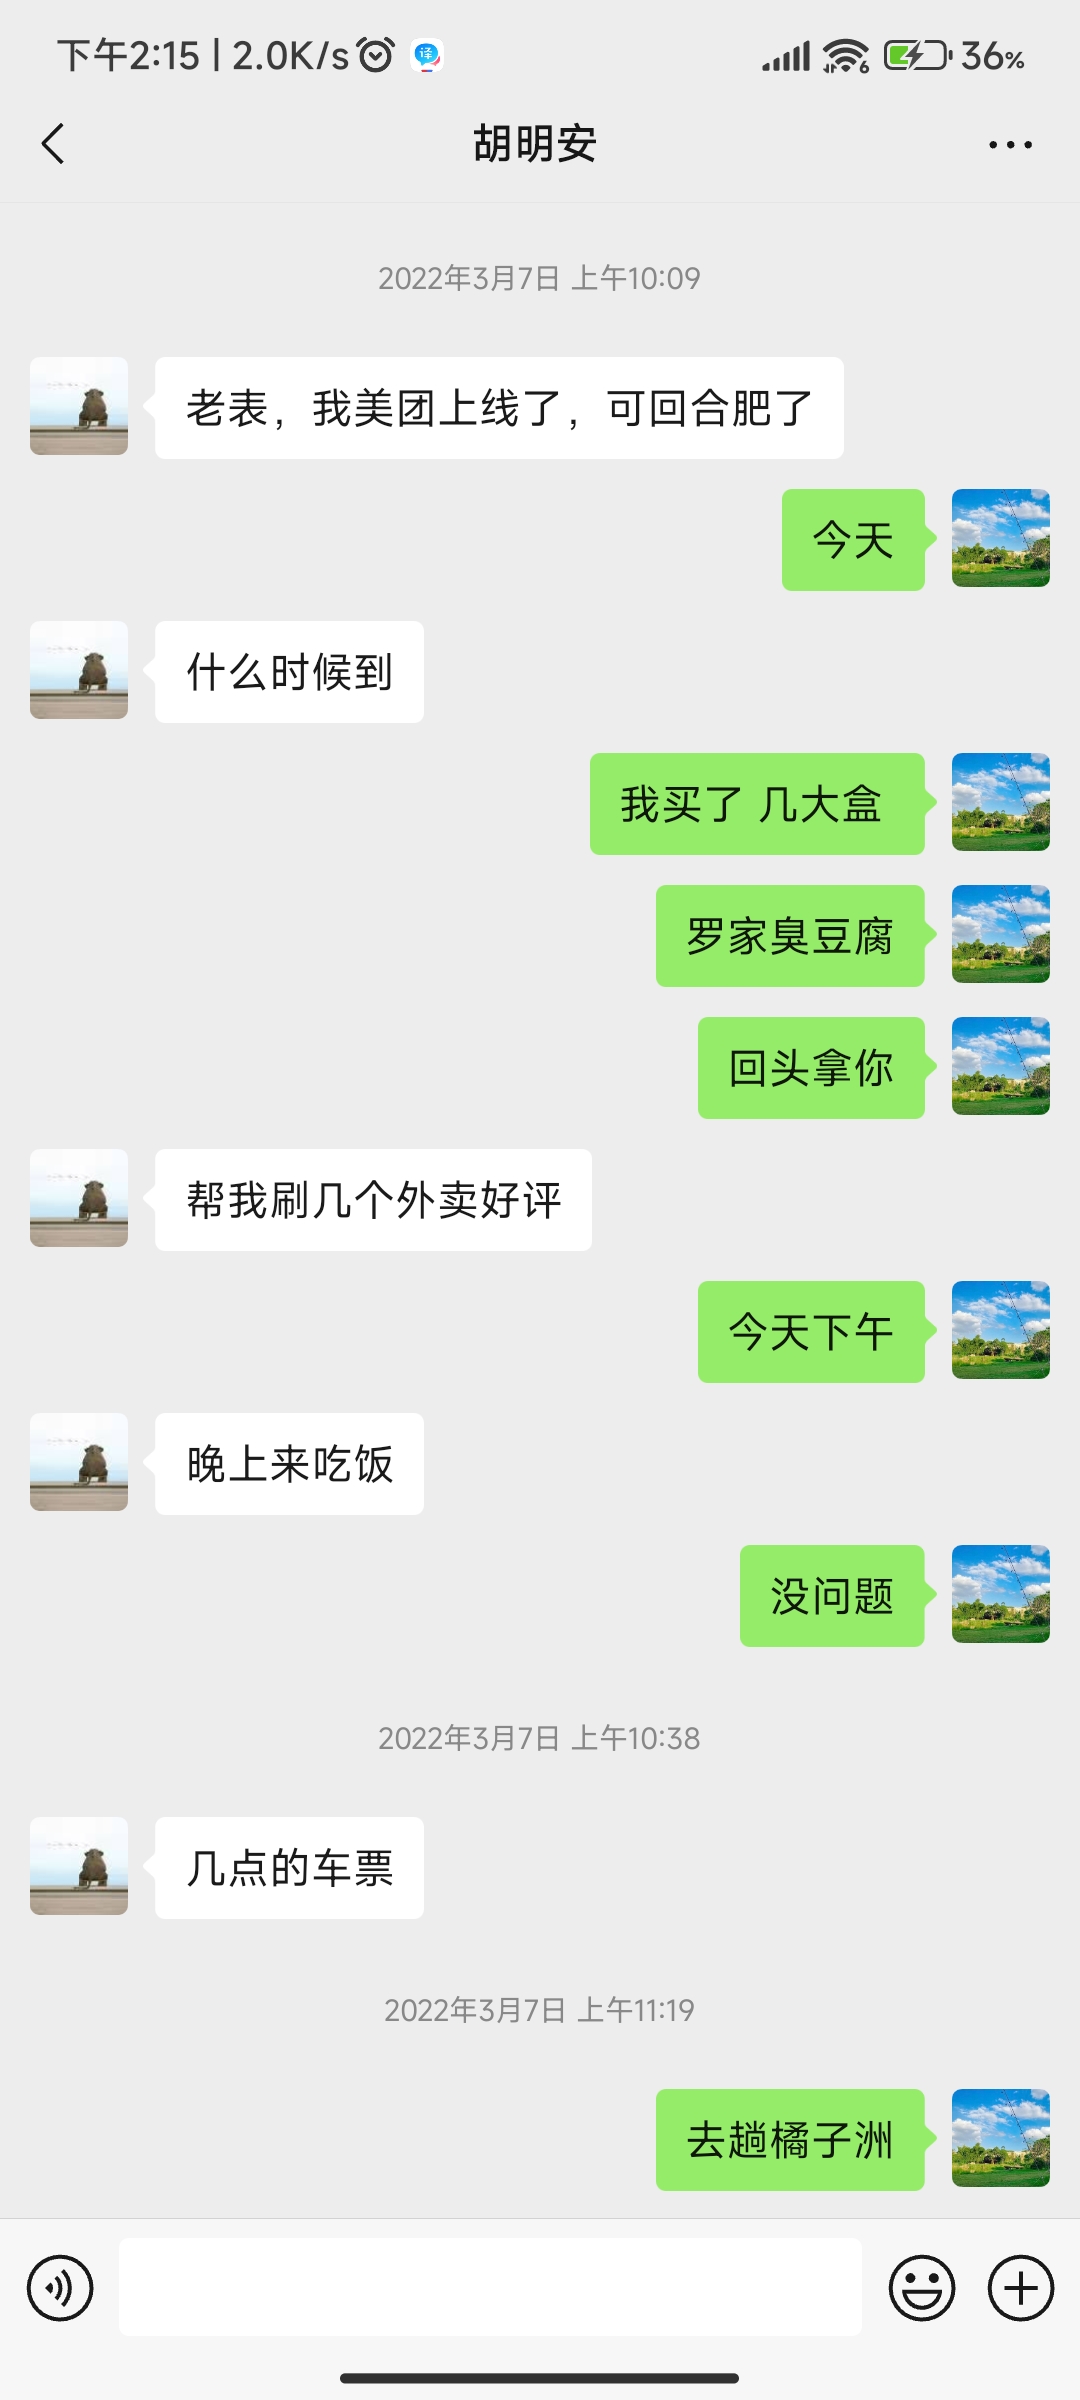 下午2:15 | 2.0K/s 译 6 36%
胡明安
2022年3月7日 上午10:09
老表，我美团上线了，可回合肥了
今天
什么时候到
我买了 几大盒
罗家臭豆腐
回头拿你
帮我刷几个外卖好评
今天下午
晚上来吃饭
没问题
2022年3月7日 上午10:38
几点的车票
2022年3月7日 上午11:19
去趟橘子洲